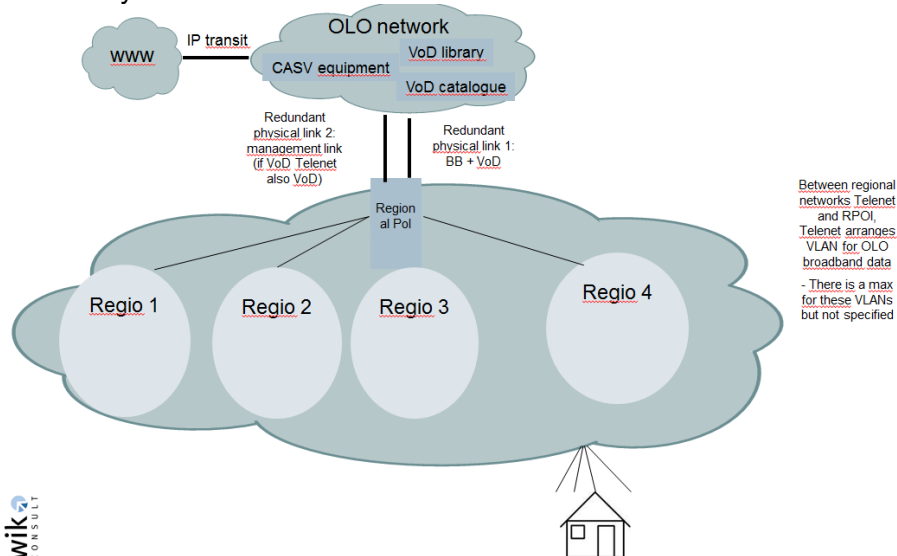 OLO network
IP transit
www
VoD library
CASV equipment
VoD catalogue
Redundant
physical link 2:
management link
(if VoD Telenet
also VoD)
Redundant
physical link 1:
BB + VoD
Region
al PoI
Between regional
networks Telenet
and RPOI,
Telenet arranges
VLAN for OLO
broadband data
- There is a max
for these VLANs
but not specified
Regio 1
Regio 2
Regio 3
Regio 4
wik
CONSULT